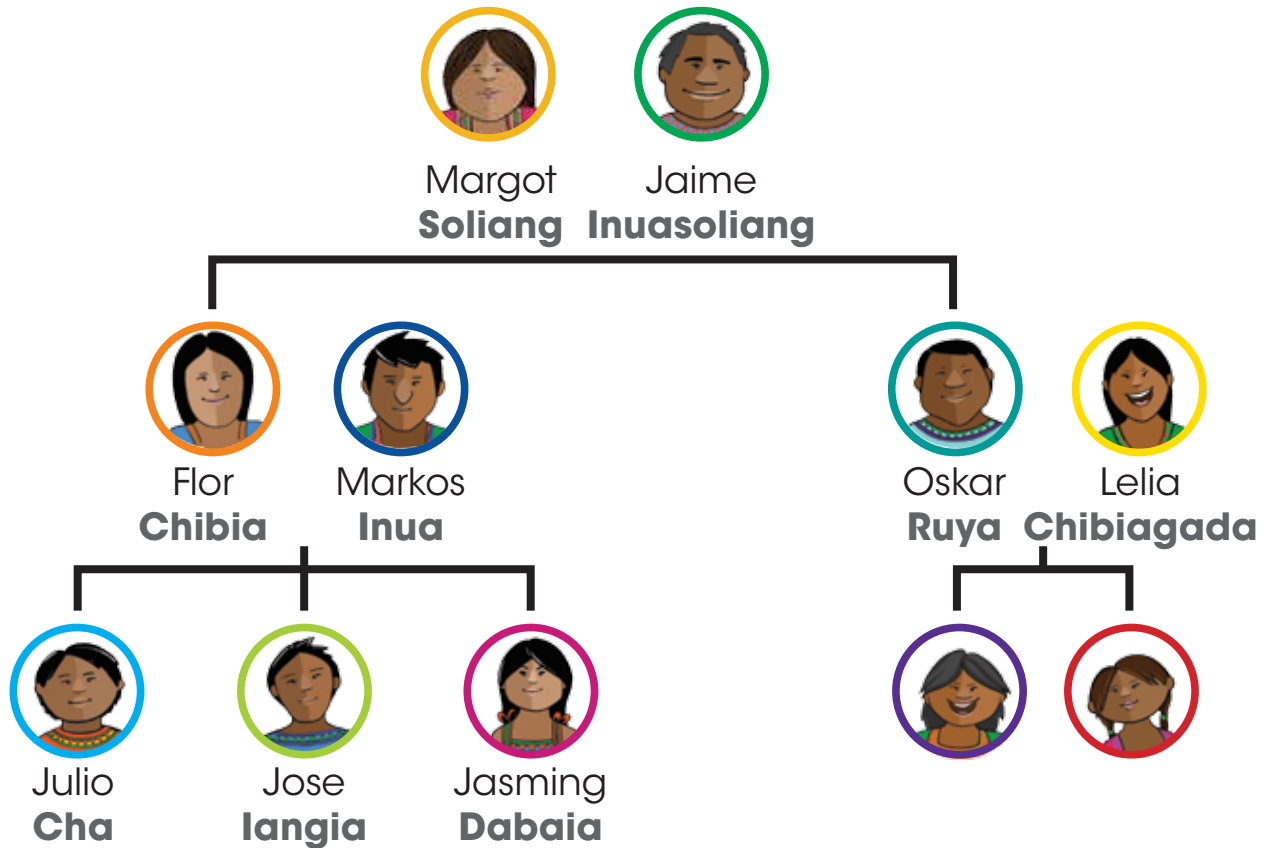 Margot Jaime
Soliang Inuasoliang
Flor Markos Oskar Lelia
Chibia Inua Ruya Chibiagada
Julio Jose Jasming
Cha Iangia Dabaia